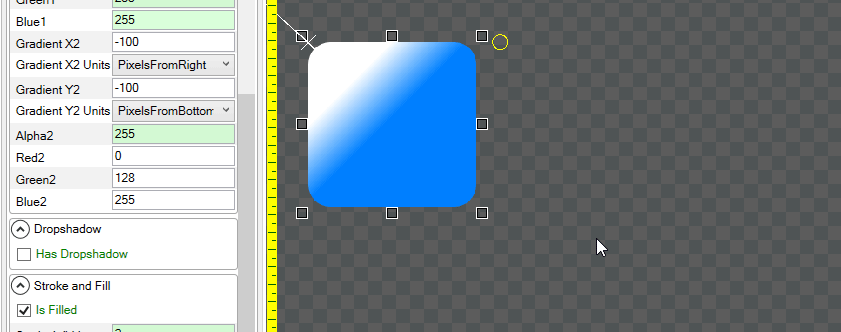 Green1 255
Blue1 255
Gradient X2 -100
Gradient X2 Units PixelsFromRight
Gradient Y2 -100
Gradient Y2 Units PixelsFromBottom
Alpha2 255
Red2 0
Green2 128
Blue2 255
Dropshadow
Has Dropshadow
Stroke and Fill
Is Filled